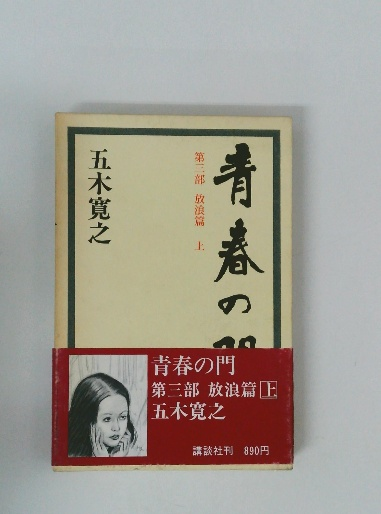 青春の門
第三部 放浪篇 上
五木寛之
青春の門
第三部 放浪篇 上
五木寛之
講談社刊 890円